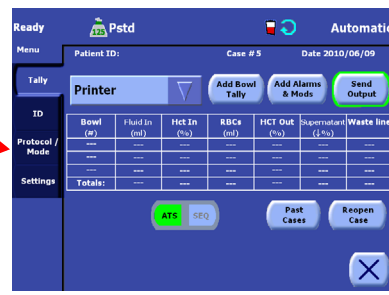 Ready 125 Pstd Automatic
Menu Patient ID: Case # 5 Date 2010/06/09
Tally
Printer Add Bowl Tally Add Alarms & Mods Send Output
ID
Bowl (#) Fluid In (ml) Hct In (%) RBCs (ml) HCT Out (%) Supernatant (↓%) Waste line
Protocol / Mode
--- --- --- --- --- --- ---
--- --- --- --- --- --- ---
--- --- --- --- --- --- ---
Settings
Totals: --- --- --- --- --- ---
ATS SEQ Past Cases Reopen Case